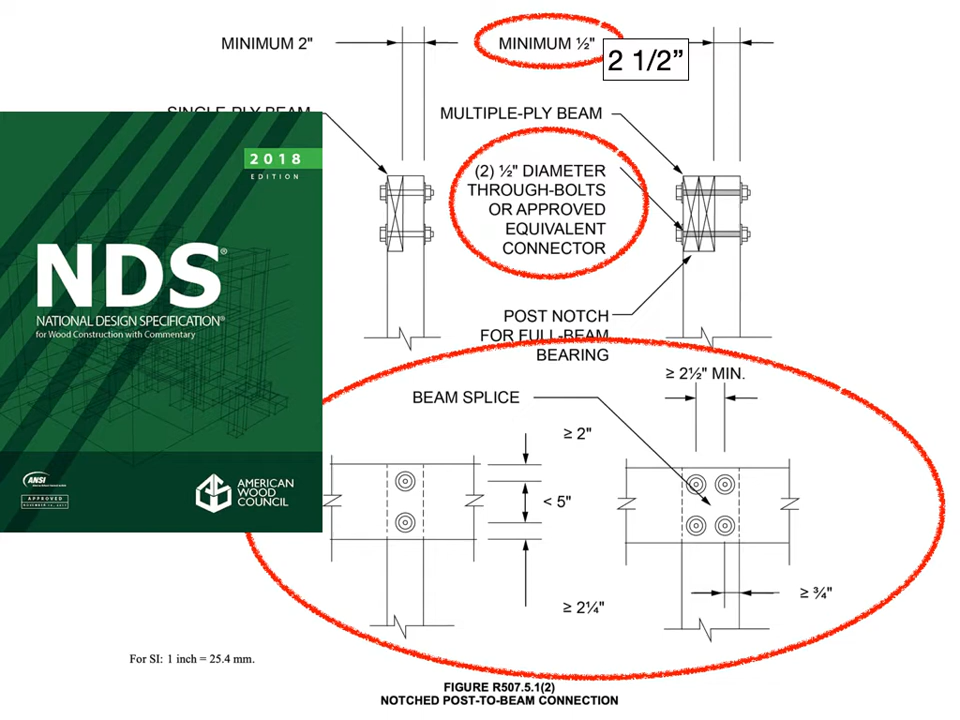 MINIMUM 2"
MINIMUM ½"
2 1/2”
SINGLE-PLY BEAM
MULTIPLE-PLY BEAM
(2) ½" DIAMETER
THROUGH-BOLTS
OR APPROVED
EQUIVALENT
CONNECTOR
POST NOTCH
FOR FULL-BEAM
BEARING
2018
EDITION
NDS®
NATIONAL DESIGN SPECIFICATION®
for Wood Construction with Commentary
ANSI
APPROVED
AMERICAN
WOOD
COUNCIL
≥ 2½" MIN.
BEAM SPLICE
≥ 2"
< 5"
≥ ¾"
≥ 2¼"
For SI: 1 inch = 25.4 mm.
FIGURE R507.5.1(2)
NOTCHED POST-TO-BEAM CONNECTION